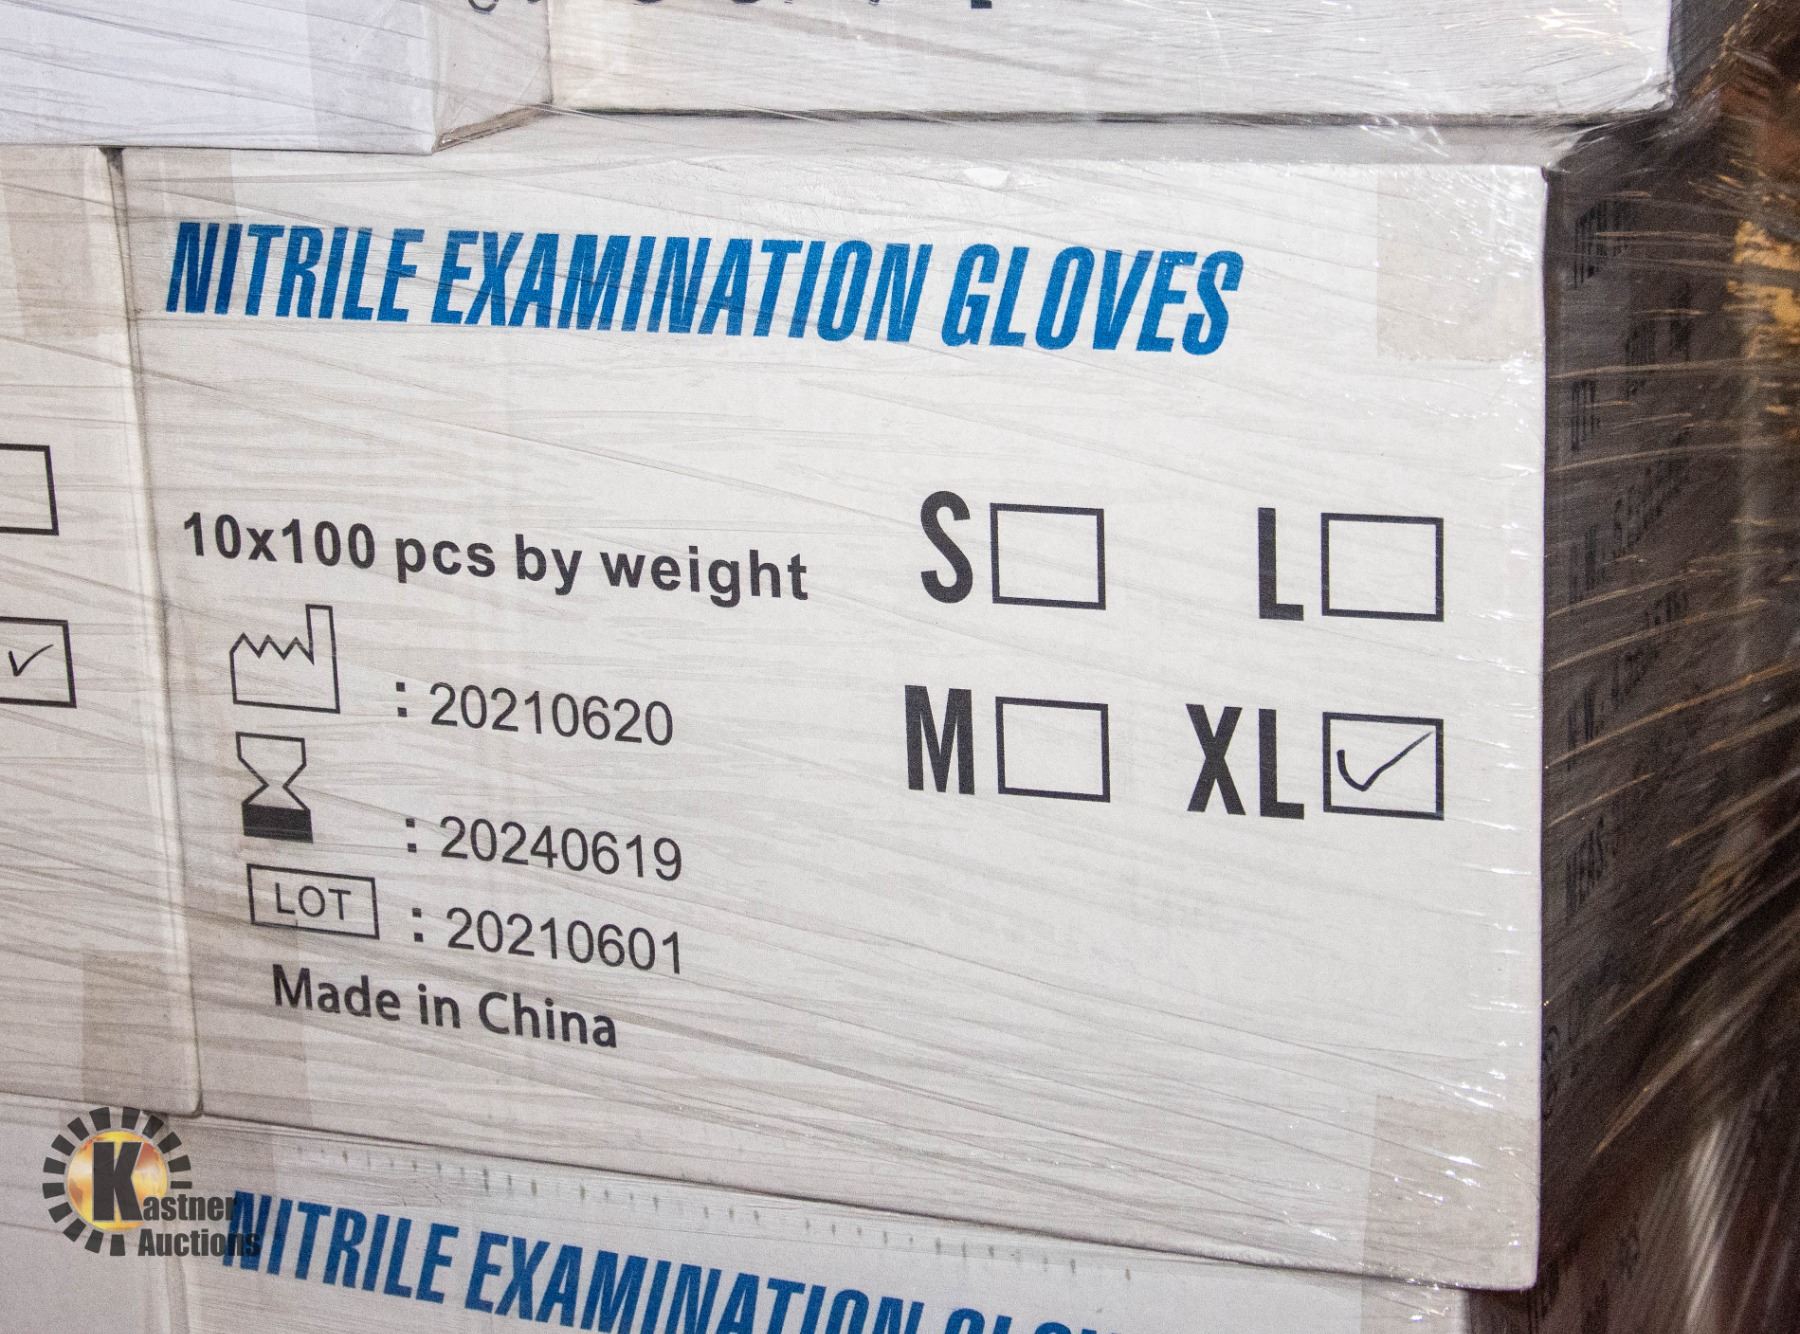 NITRILE EXAMINATION GLOVES
10x100 pcs by weight
S L
M XL
: 20210620
: 20240619
LOT : 20210601
Made in China
Kastner
Auctions
NITRILE EXAMINATION